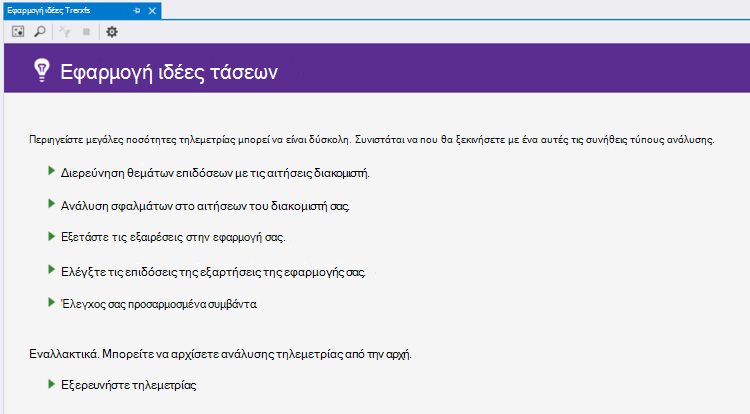 Εφαρμογή ιδέες Trerxfs
Εφαρμογή ιδέες τάσεων
Περιηγείστε μεγάλες ποσότητες τηλεμετρίας μπορεί να είναι δύσκολη. Συνιστάται να που θα ξεκινήσετε με ένα αυτές τις συνήθεις τύπους ανάλυσης.
Διερεύνηση θεμάτων επιδόσεων με τις αιτήσεις διακομιστή.
Ανάλυση σφαλμάτων στο αιτήσεων του διακομιστή σας.
Εξετάστε τις εξαιρέσεις στην εφαρμογή σας.
Ελέγξτε τις επιδόσεις της εξαρτήσεις της εφαρμογής σας.
Έλεγχος σας προσαρμοσμένα συμβάντα.
Εναλλακτικά. Μπορείτε να αρχίσετε ανάλυσης τηλεμετρίας από την αρχή.
Εξερευνήστε τηλεμετρίας